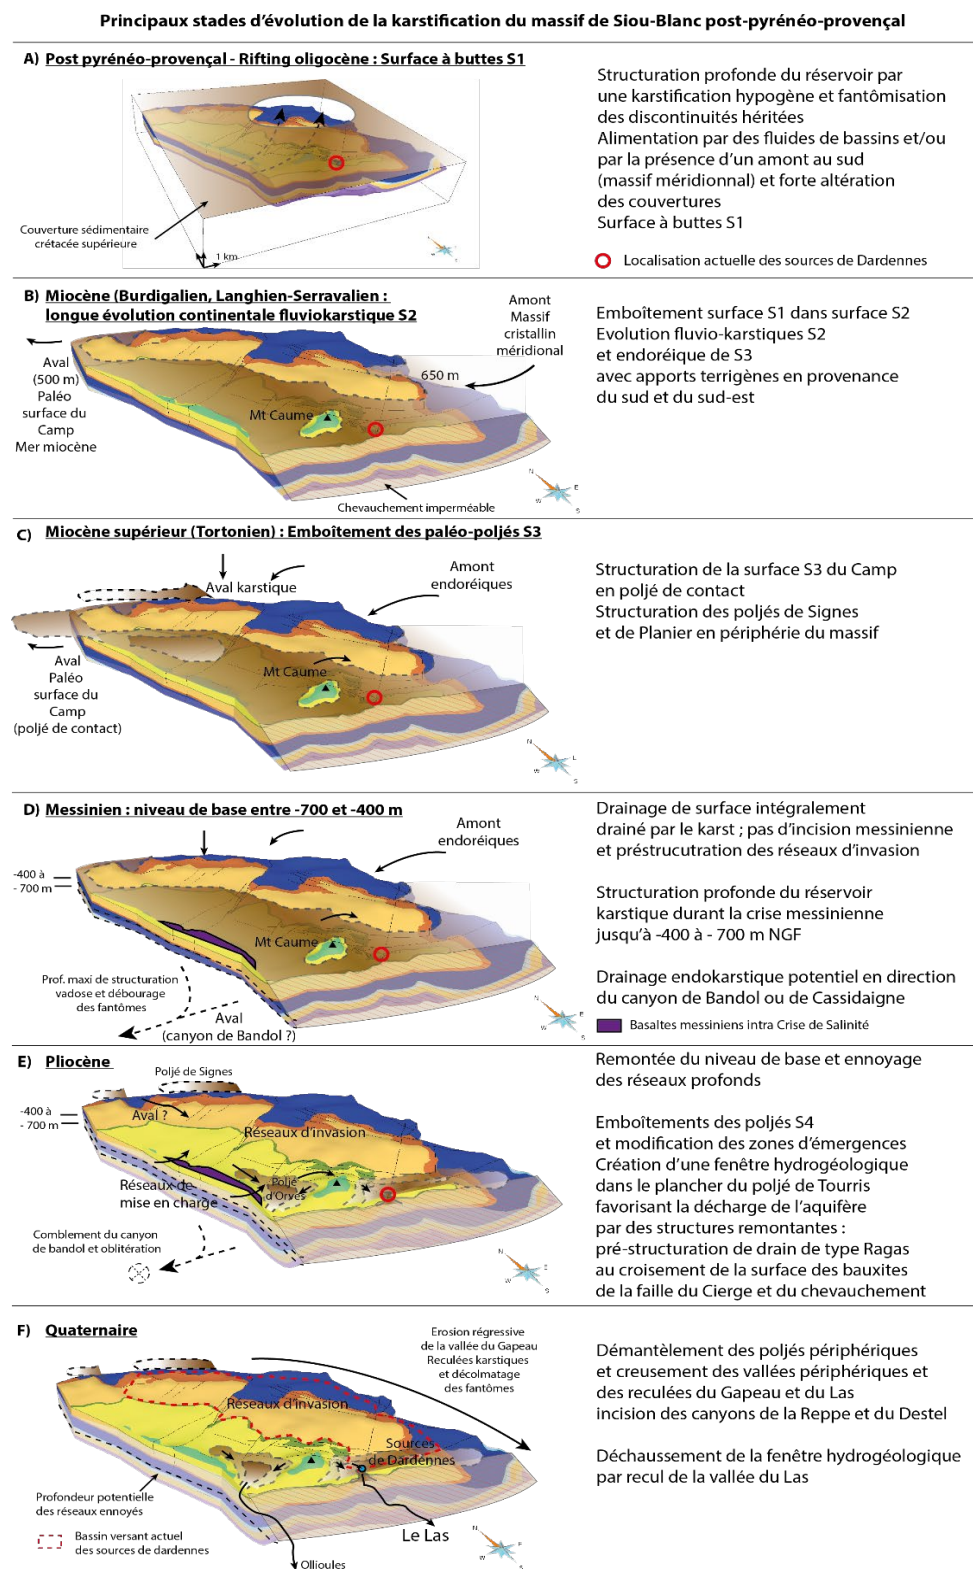 Principaux stades d'évolution de la karstification du massif de Siou-Blanc post-pyrénéo-provençal
A) Post pyrénéo-provençal - Rifting oligocène : Surface à buttes S1
Couverture sédimentaire
crétacée supérieure
1 km
Structuration profonde du réservoir par
une karstification hypogène et fantômisation
des discontinuités héritées
Alimentation par des fluides de bassins et/ou
par la présence d'un amont au sud
(massif méridionnal) et forte altération
des couvertures
Surface à buttes S1
Localisation actuelle des sources de Dardennes
B) Miocène (Burdigalien, Langhien-Serravalien :
longue évolution continentale fluviokarstique S2
Amont
Massif
cristallin
méridional
650 m
Aval
(500 m)
Paléo
surface du
Camp
Mer miocène
Mt Caume
Chevauchement imperméable
N
E
W
S
Emboîtement surface S1 dans surface S2
Evolution fluvio-karstiques S2
et endoréique de S3
avec apports terrigènes en provenance
du sud et du sud-est
C) Miocène supérieur (Tortonien) : Emboîtement des paléo-poljés S3
Aval karstique
Amont
endoréiques
Mt Caume
Aval
Paléo
surface du
Camp
(poljé de contact)
N
W
S
Structuration de la surface S3 du Camp
en poljé de contact
Structuration des poljés de Signes
et de Planier en périphérie du massif
D) Messinien : niveau de base entre -700 et -400 m
Amont
endoréiques
-400 à
- 700 m
Mt Caume
Prof. maxi de structuration
vadose et débourage
des fantômes
Aval
(canyon de Bandol ?)
N
E
W
S
Drainage de surface intégralement
drainé par le karst ; pas d'incision messinienne
et préstrucutration des réseaux d'invasion
Structuration profonde du réservoir
karstique durant la crise messinienne
jusqu'à -400 à - 700 m NGF
Drainage endokarstique potentiel en direction
du canyon de Bandol ou de Cassidaigne
Basaltes messiniens intra Crise de Salinité
E) Pliocène
Poljé de Signes
-400 à
- 700 m
Aval ?
Réseaux d'invasion
Réseaux de
mise en charge
Poljé
d'Orves
Comblement du canyon
de bandol et oblitération
N
E
W
S
Remontée du niveau de base et ennoyage
des réseaux profonds
Emboîtements des poljés S4
et modification des zones d'émergences
Création d'une fenêtre hydrogéologique
dans le plancher du poljé de Tourris
favorisant la décharge de l'aquifère
par des structures remontantes :
pré-structuration de drain de type Ragas
au croisement de la surface des bauxites
de la faille du Cierge et du chevauchement
F) Quaternaire
Erosion régressive
de la vallée du Gapeau
Reculées karstiques
et décolmatage
des fantômes
Réseaux d'invasion
Sources
de Dardennes
Profondeur potentielle
des réseaux ennoyés
Bassin versant actuel
des sources de dardennes
Le Las
Ollioules
N
W
S
Démantèlement des poljés périphériques
et creusement des vallées périphériques et
des reculées du Gapeau et du Las
incision des canyons de la Reppe et du Destel
Déchaussement de la fenêtre hydrogéologique
par recul de la vallée du Las